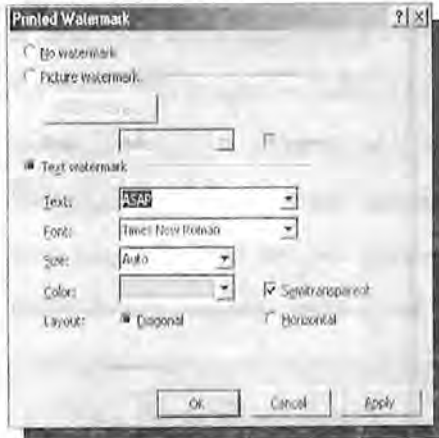 Printed Watermark
No watermark
Picture watermark
Text watermark
Text: ASAP
Font: Times New Roman
Size: Auto
Color: Semitransparent
Layout: Diagonal Horizontal
OK Cancel Apply